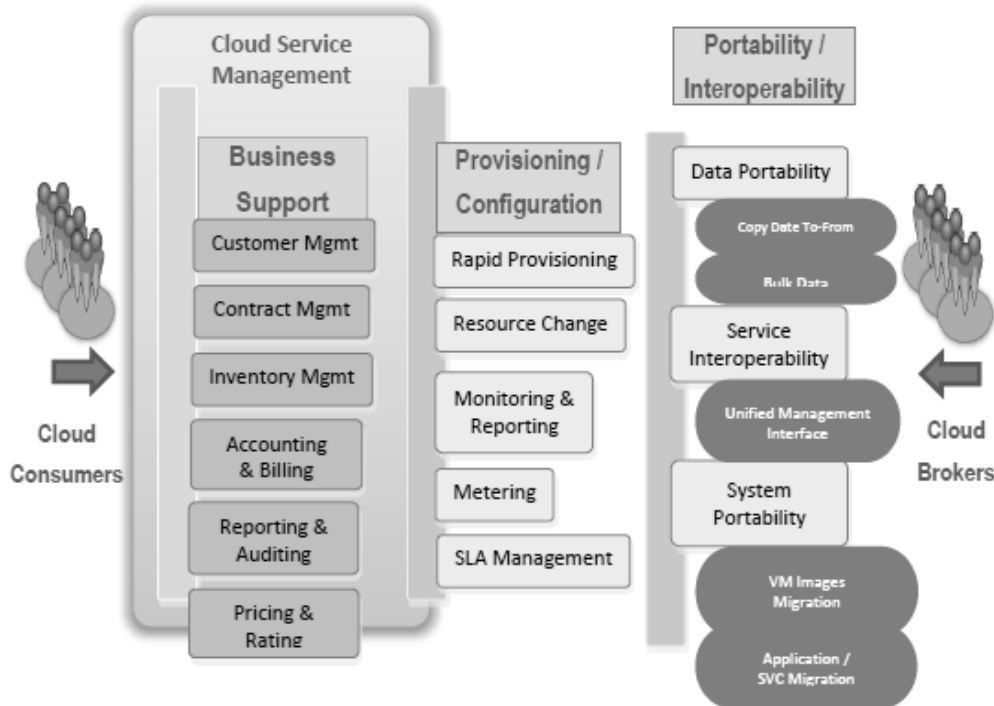 Cloud Service
Management
Business
Support
Customer Mgmt
Contract Mgmt
Inventory Mgmt
Accounting
& Billing
Reporting &
Auditing
Pricing &
Rating
Provisioning /
Configuration
Rapid Provisioning
Resource Change
Monitoring &
Reporting
Metering
SLA Management
Portability /
Interoperability
Data Portability
Copy Date To-From
Bulk Data
Service
Interoperability
Unified Management
Interface
System
Portability
VM Images
Migration
Application /
SVC Migration
Cloud
Consumers
Cloud
Brokers